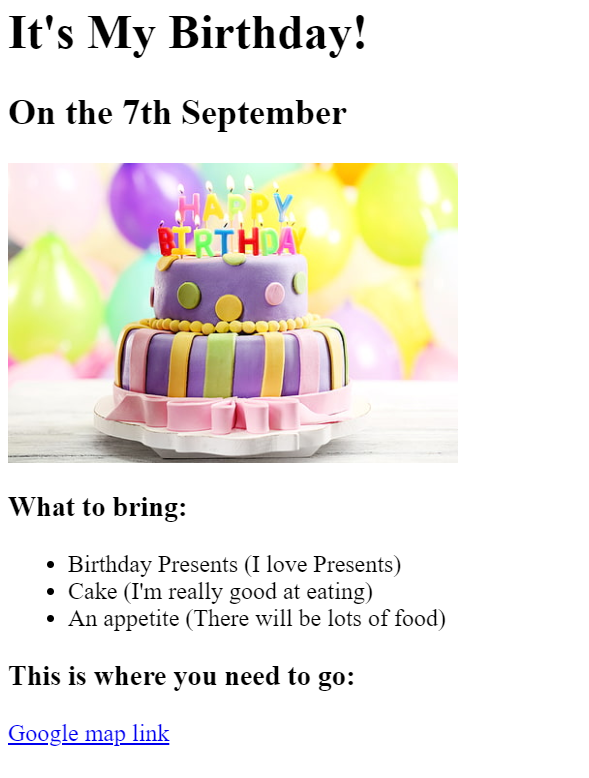 It's My Birthday!
On the 7th September
HAPPY
BIRTHDAY
What to bring:
Birthday Presents (I love Presents)
Cake (I'm really good at eating)
An appetite (There will be lots of food)
This is where you need to go:
Google map link